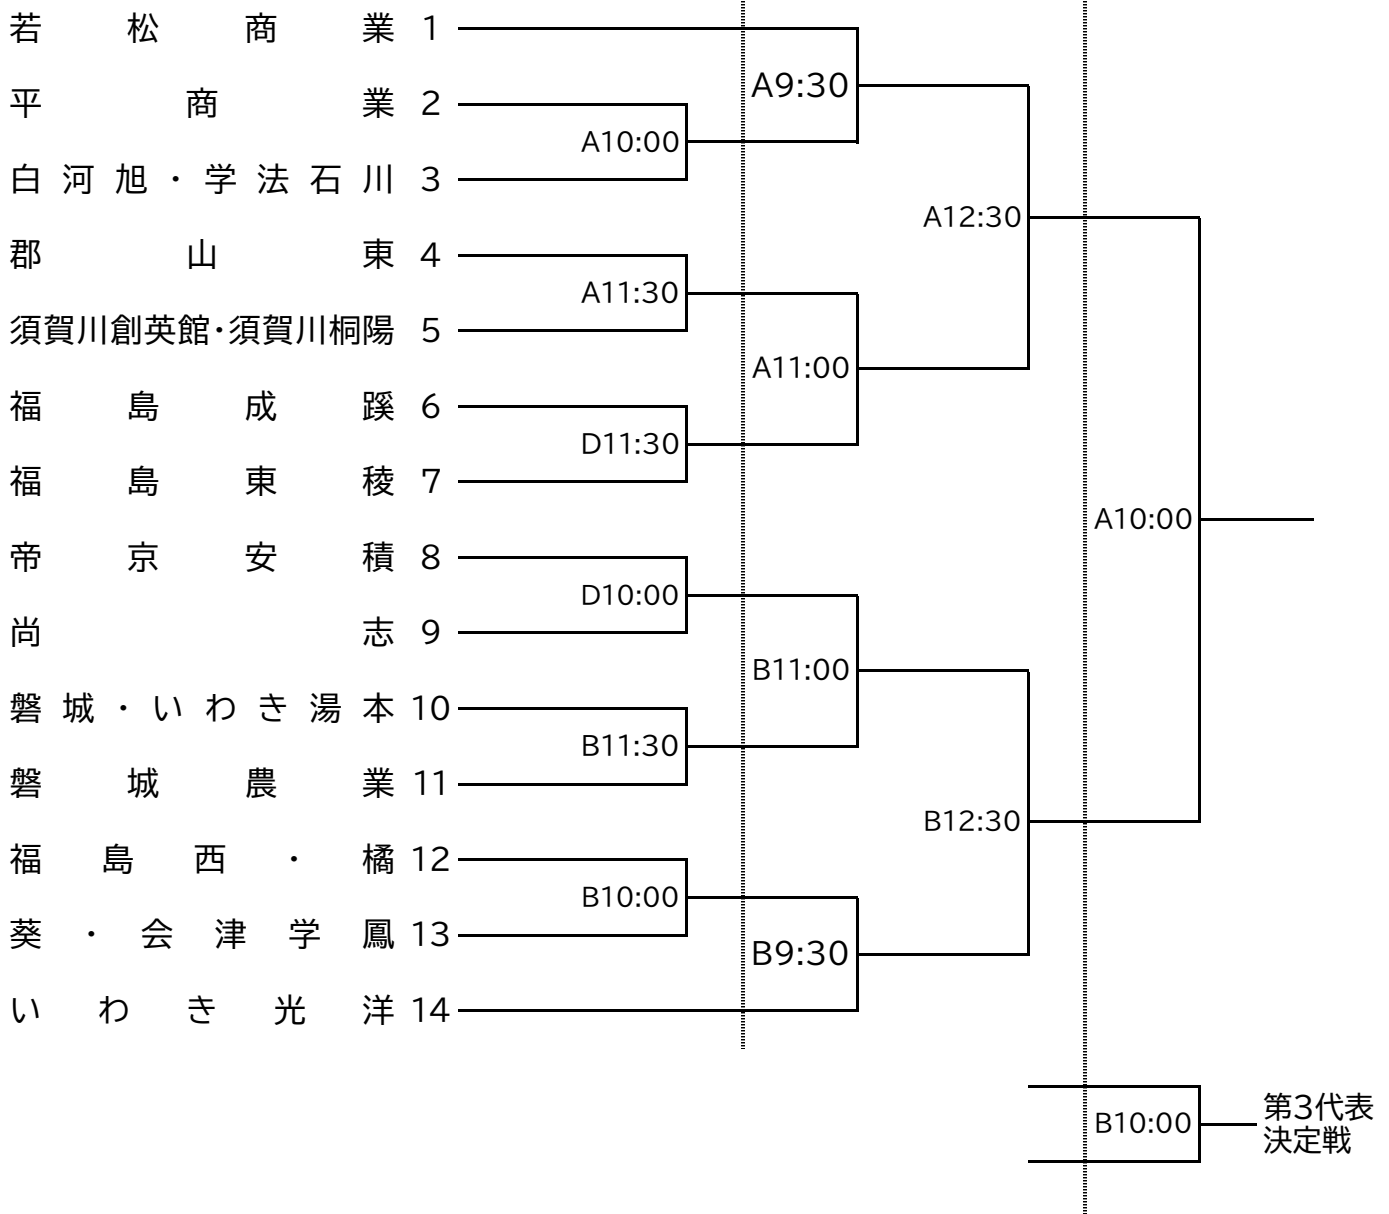 若松商業 1
A9:30
平商業 2
A10:00
白河旭・学法石川 3
A12:30
郡山東 4
A11:30
須賀川創英館・須賀川桐陽 5
A11:00
福島成蹊 6
D11:30
福島東稜 7
A10:00
帝京安積 8
D10:00
尚志 9
B11:00
磐城・いわき湯本 10
B11:30
磐城農業 11
B12:30
福島西・橘 12
B10:00
葵・会津学鳳 13
B9:30
いわき光洋 14
B10:00
第3代表
決定戦